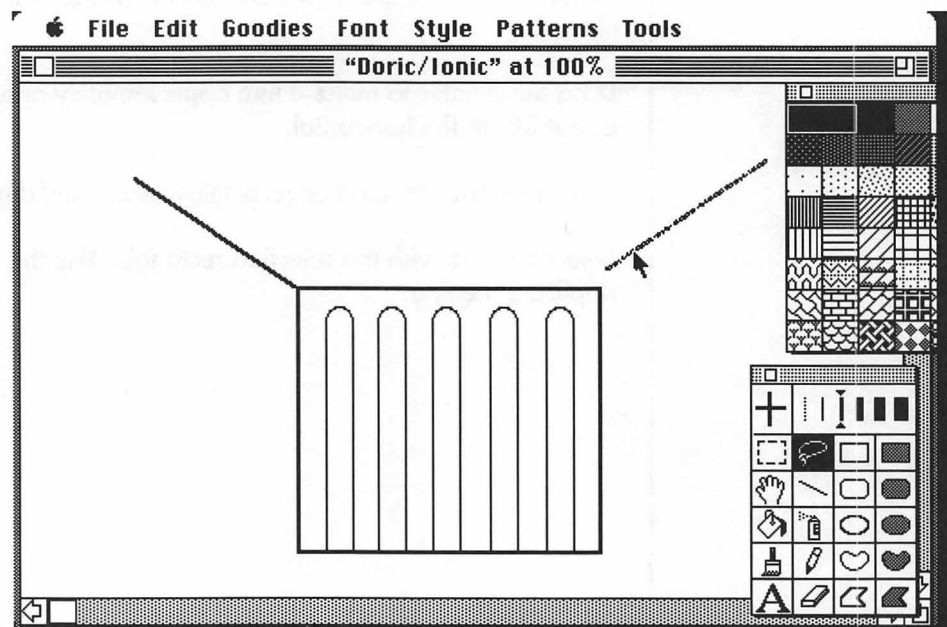 File Edit Goodies Font Style Patterns Tools
“Doric/Ionic” at 100%
A